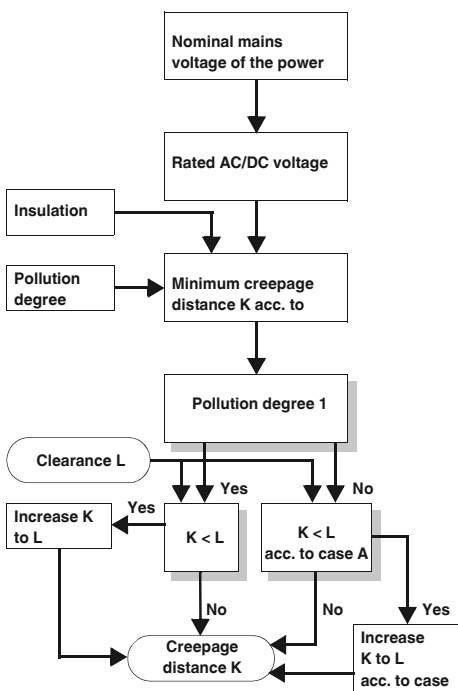 Nominal mains
voltage of the power
Rated AC/DC voltage
Insulation
Pollution
degree
Minimum creepage
distance K acc. to
Pollution degree 1
Clearance L
Yes
No
Increase K
to L
Yes
K < L
K < L
acc. to case A
No
No
Yes
Creepage
distance K
Increase
K to L
acc. to case